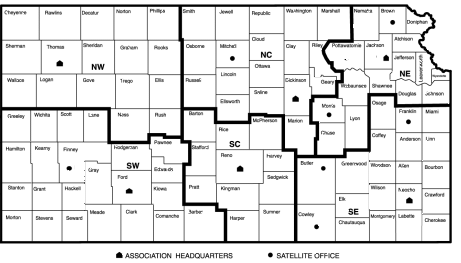 Cheyenne Rawlins Decatur Norton Phillips Smith Jewell Republic Washington Marshall Nemaha Brown Doniphan
Atchison
Sherman Thomas Sheridan Graham Rooks Osborne Mitchell Cloud Clay Riley Pottawatomie Jackson Jefferson Leavenworth
NW NC NE
Ottawa
Wallace Logan Gove Trego Ellis Russell Lincoln Dickinson Geary Wabaunsee Shawnee Douglas Johnson
Saline
Ellsworth Morris Lyon Osage Franklin Miami
Greeley Wichita Scott Lane Ness Rush Barton McPherson Marion Chase Coffey Anderson Linn
Rice
Hamilton Kearny Finney Hodgeman Pawnee Stafford SC Reno Harvey Butler Greenwood Woodson Allen Bourbon
SW
Gray Ford Edwards Sedgwick
Stanton Grant Haskell Kiowa Pratt Kingman Elk Wilson Neosho Crawford
SE
Morton Stevens Seward Meade Clark Comanche Barber Harper Sumner Cowley Chautauqua Montgomery Labette Cherokee
ASSOCIATION HEADQUARTERS SATELLITE OFFICE